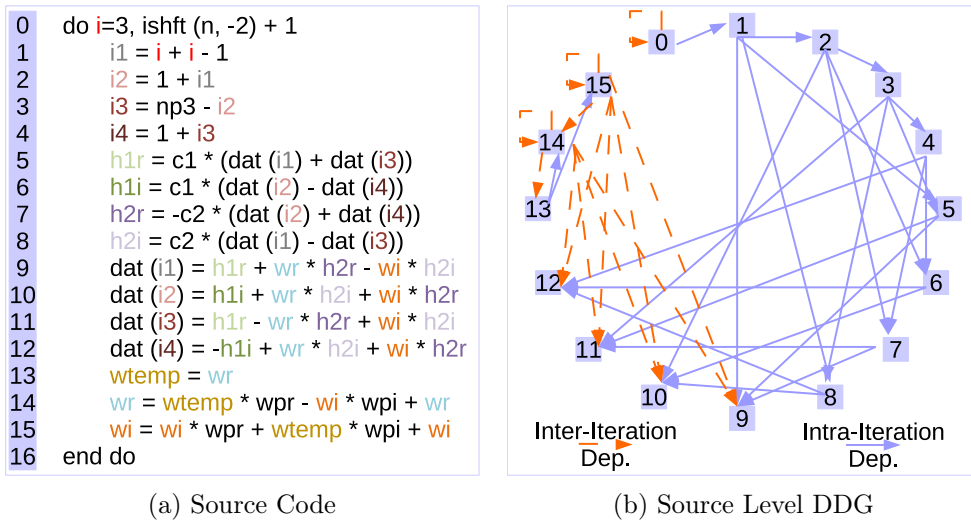 0 do i=3, ishft (n, -2) + 1
1 i1 = i + i - 1
2 i2 = 1 + i1
3 i3 = np3 - i2
4 i4 = 1 + i3
5 h1r = c1 * (dat (i1) + dat (i3))
6 h1i = c1 * (dat (i2) - dat (i4))
7 h2r = -c2 * (dat (i2) + dat (i4))
8 h2i = c2 * (dat (i1) - dat (i3))
9 dat (i1) = h1r + wr * h2r - wi * h2i
10 dat (i2) = h1i + wr * h2i + wi * h2r
11 dat (i3) = h1r - wr * h2r + wi * h2i
12 dat (i4) = -h1i + wr * h2i + wi * h2r
13 wtemp = wr
14 wr = wtemp * wpr - wi * wpi + wr
15 wi = wi * wpr + wtemp * wpi + wi
16 end do
(a) Source Code
0
1
2
3
4
5
6
7
8
9
10
11
12
13
14
15
Inter-Iteration
Dep.
Intra-Iteration
Dep.
(b) Source Level DDG